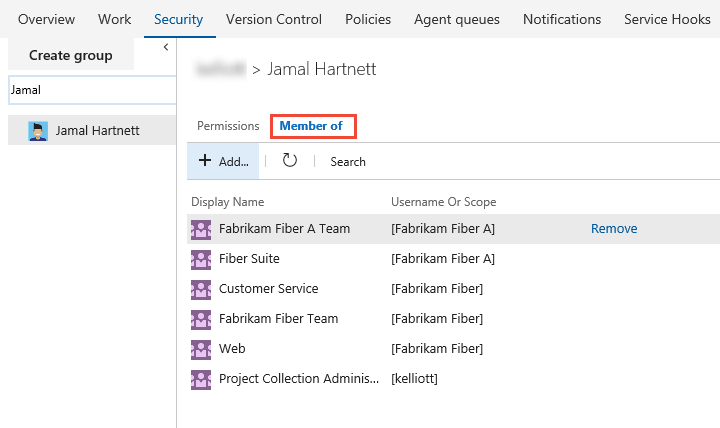 Overview Work Security Version Control Policies Agent queues Notifications Service Hooks
Create group
Jamal
Jamal Hartnett
> Jamal Hartnett
Permissions Member of
+ Add... Search
Display Name Username Or Scope
Fabrikam Fiber A Team [Fabrikam Fiber A] Remove
Fiber Suite [Fabrikam Fiber A]
Customer Service [Fabrikam Fiber]
Fabrikam Fiber Team [Fabrikam Fiber]
Web [Fabrikam Fiber]
Project Collection Adminis... [kelliott]